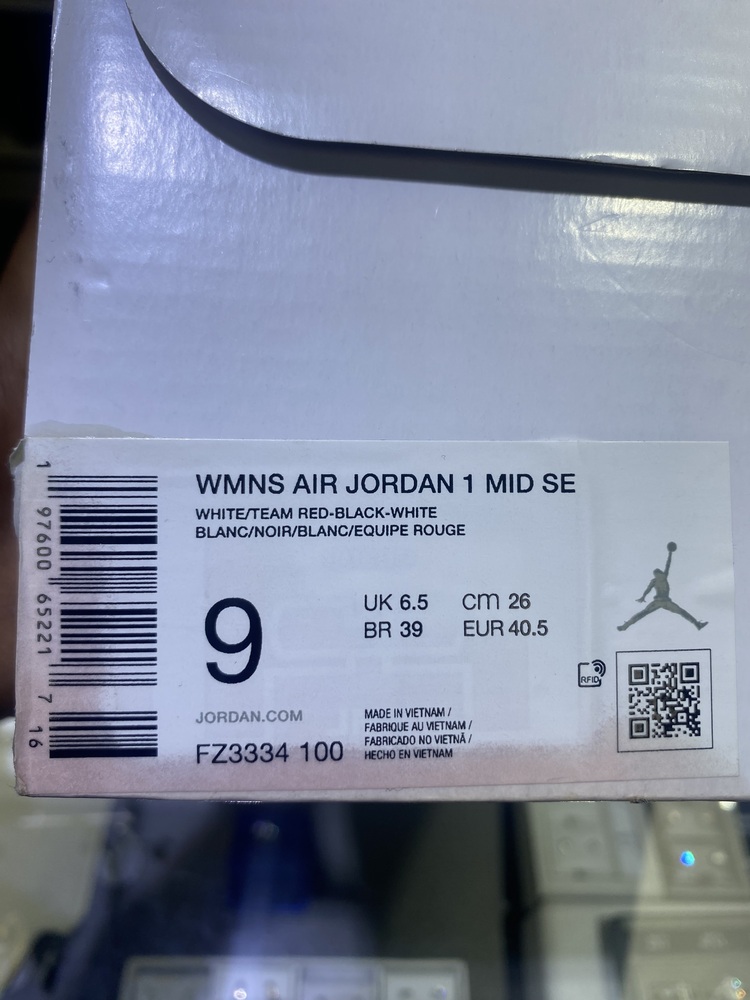 WMNS AIR JORDAN 1 MID SE
WHITE/TEAM RED-BLACK-WHITE
BLANC/NOIR/BLANC/EQUIPE ROUGE
9
UK 6.5 cm 26
BR 39 EUR 40.5
RFID
JORDAN.COM
FZ3334 100
MADE IN VIETNAM /
FABRIQUE AU VIETNAM /
FABRICADO NO VIETNÃ /
HECHO EN VIETNAM
1 97600 65221 7 16